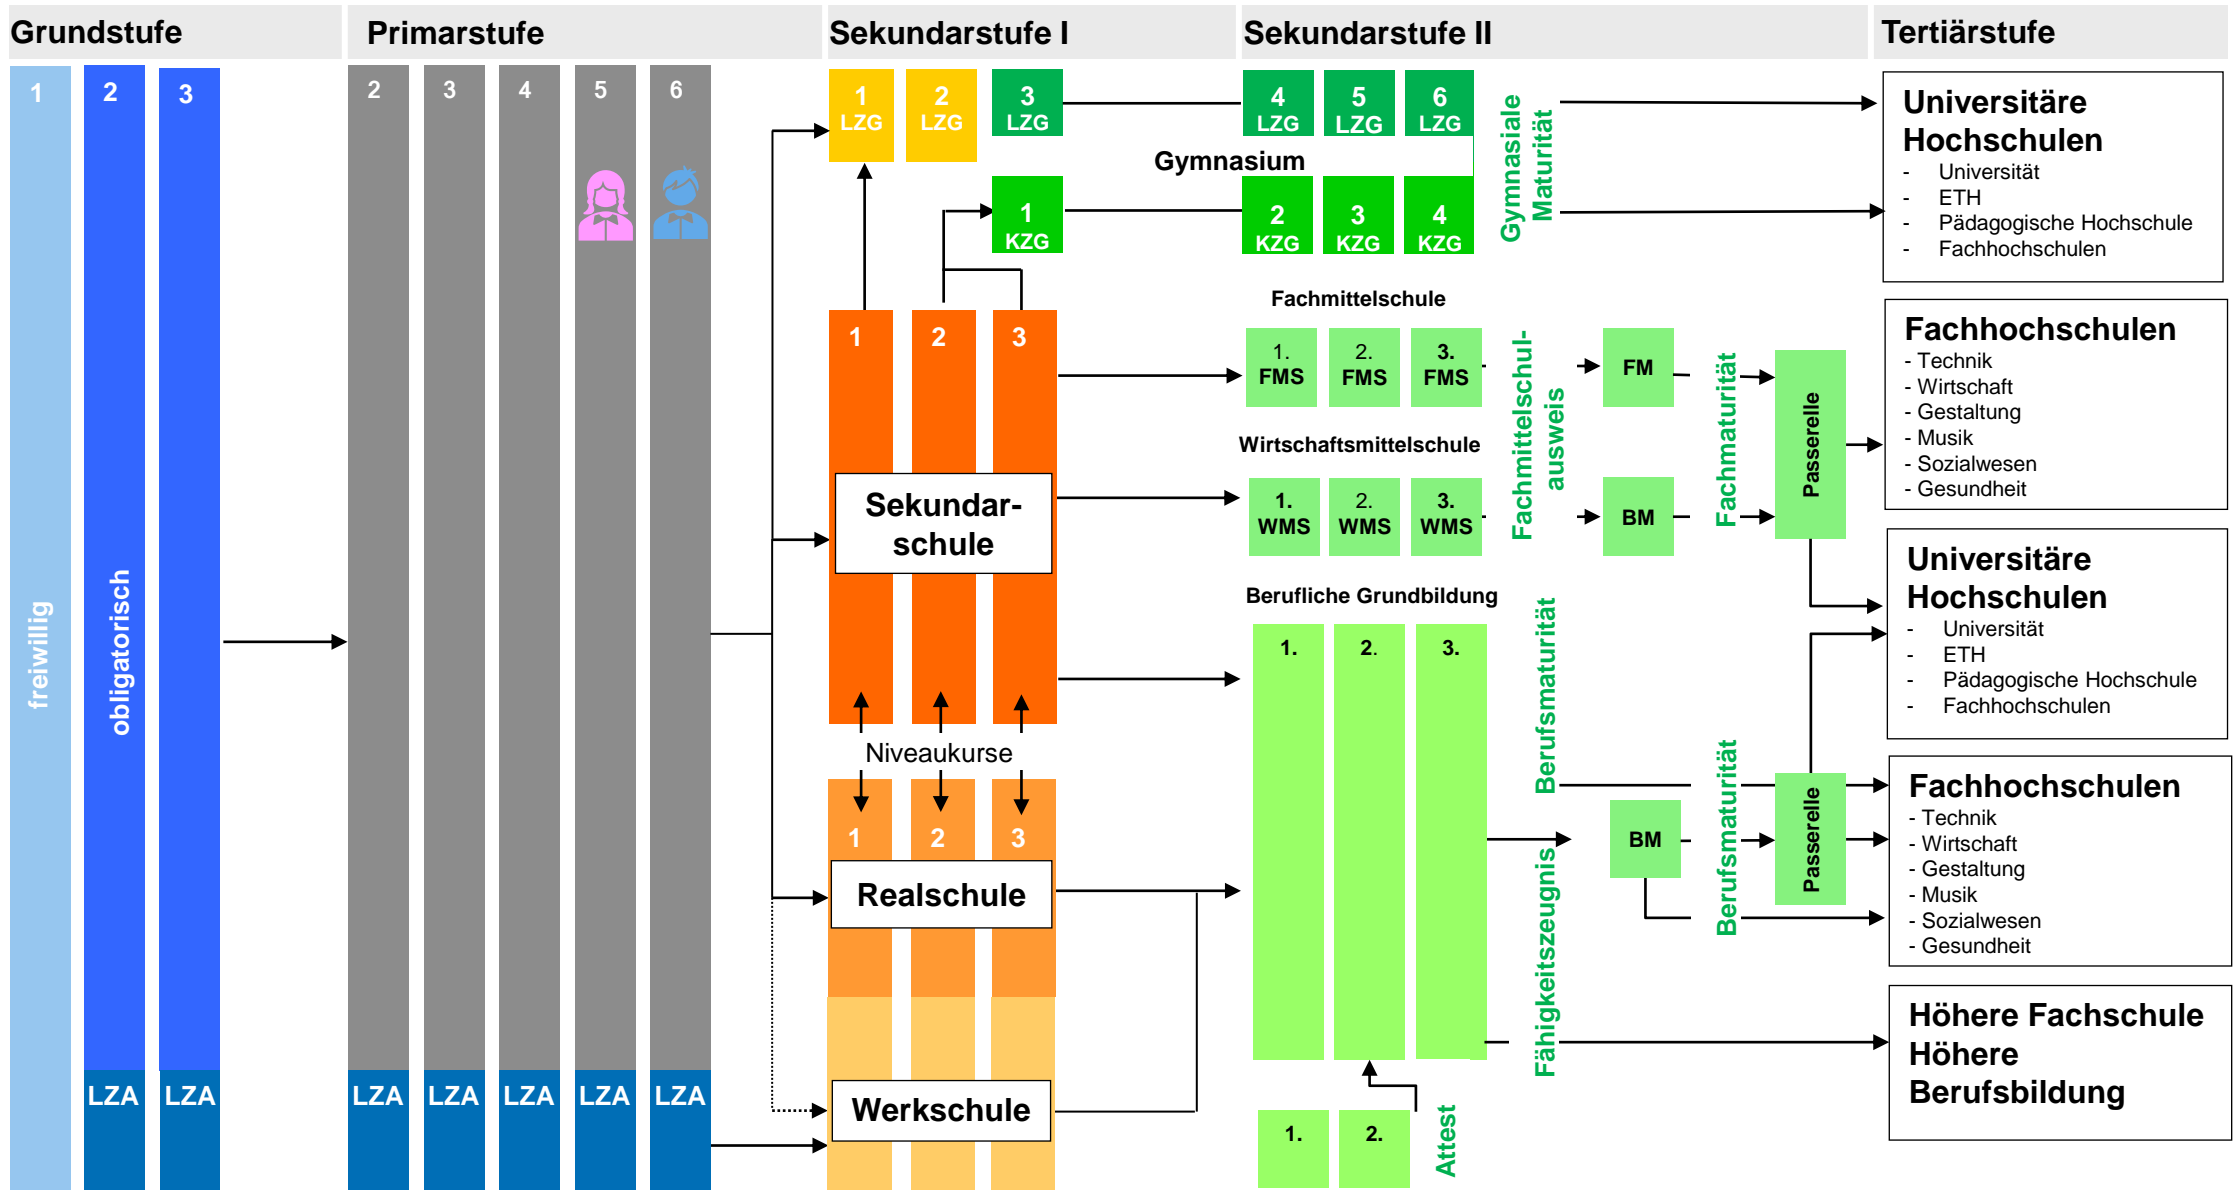 Grundstufe
Primarstufe
Sekundarstufe I
Sekundarstufe II
Tertiärstufe
1
2
3
freiwillig
obligatorisch
LZA
LZA
2
3
4
5
6
LZA
LZA
LZA
LZA
LZA
1
LZG
2
LZG
3
LZG
4
LZG
5
LZG
6
LZG
Gymnasium
1
KZG
2
KZG
3
KZG
4
KZG
Gymnasiale
Maturität
1
2
3
Sekundar-
schule
Niveaukurse
1
2
3
Realschule
Werkschule
Fachmittelschule
1.
FMS
2.
FMS
3.
FMS
Wirtschaftsmittelschule
1.
WMS
2.
WMS
3.
WMS
Fachmittelschul-
ausweis
FM
BM
Fachmaturität
Passerelle
Berufliche Grundbildung
1.
2.
3.
Berufsmaturität
Fähigkeitszeugnis
BM
Berufsmaturität
Passerelle
1.
2.
Attest
Universitäre
Hochschulen
- Universität
- ETH
- Pädagogische Hochschule
- Fachhochschulen
Fachhochschulen
- Technik
- Wirtschaft
- Gestaltung
- Musik
- Sozialwesen
- Gesundheit
Universitäre
Hochschulen
- Universität
- ETH
- Pädagogische Hochschule
- Fachhochschulen
Fachhochschulen
- Technik
- Wirtschaft
- Gestaltung
- Musik
- Sozialwesen
- Gesundheit
Höhere Fachschule
Höhere
Berufsbildung